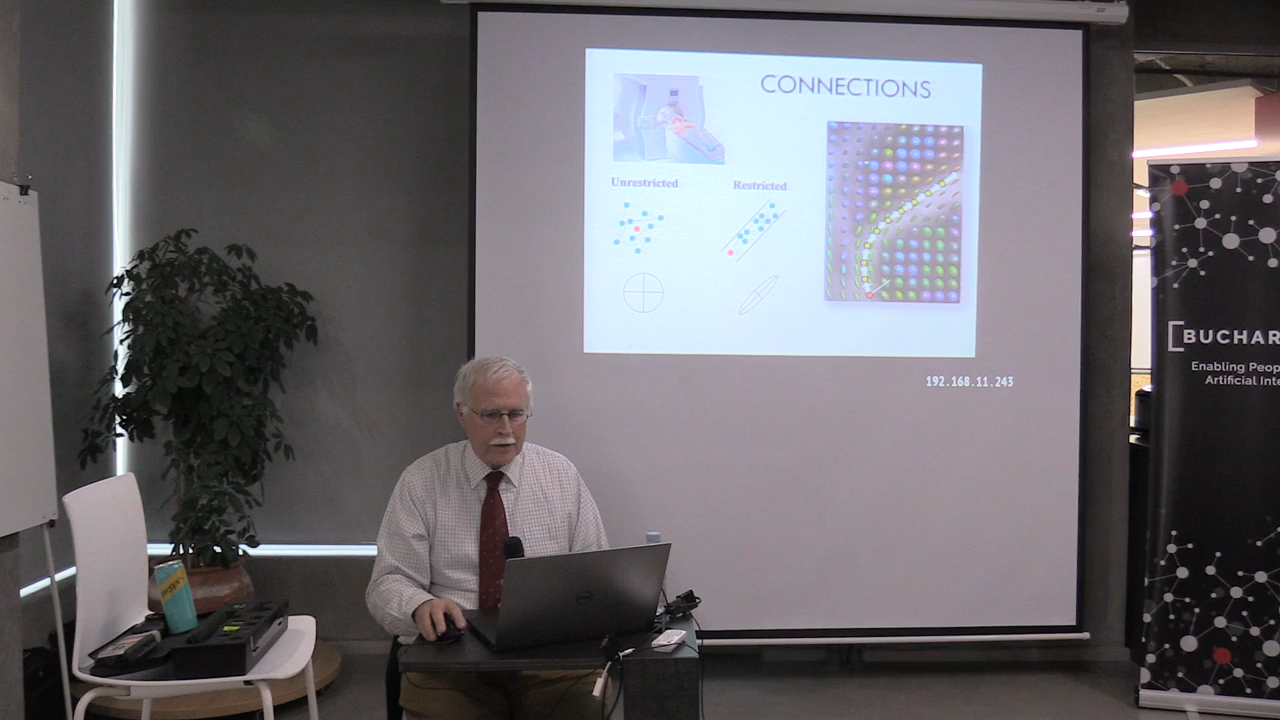 CONNECTIONS
Unrestricted
Restricted
192.168.11.243
[BUCHAR
Enabling Peop
Artificial Inte